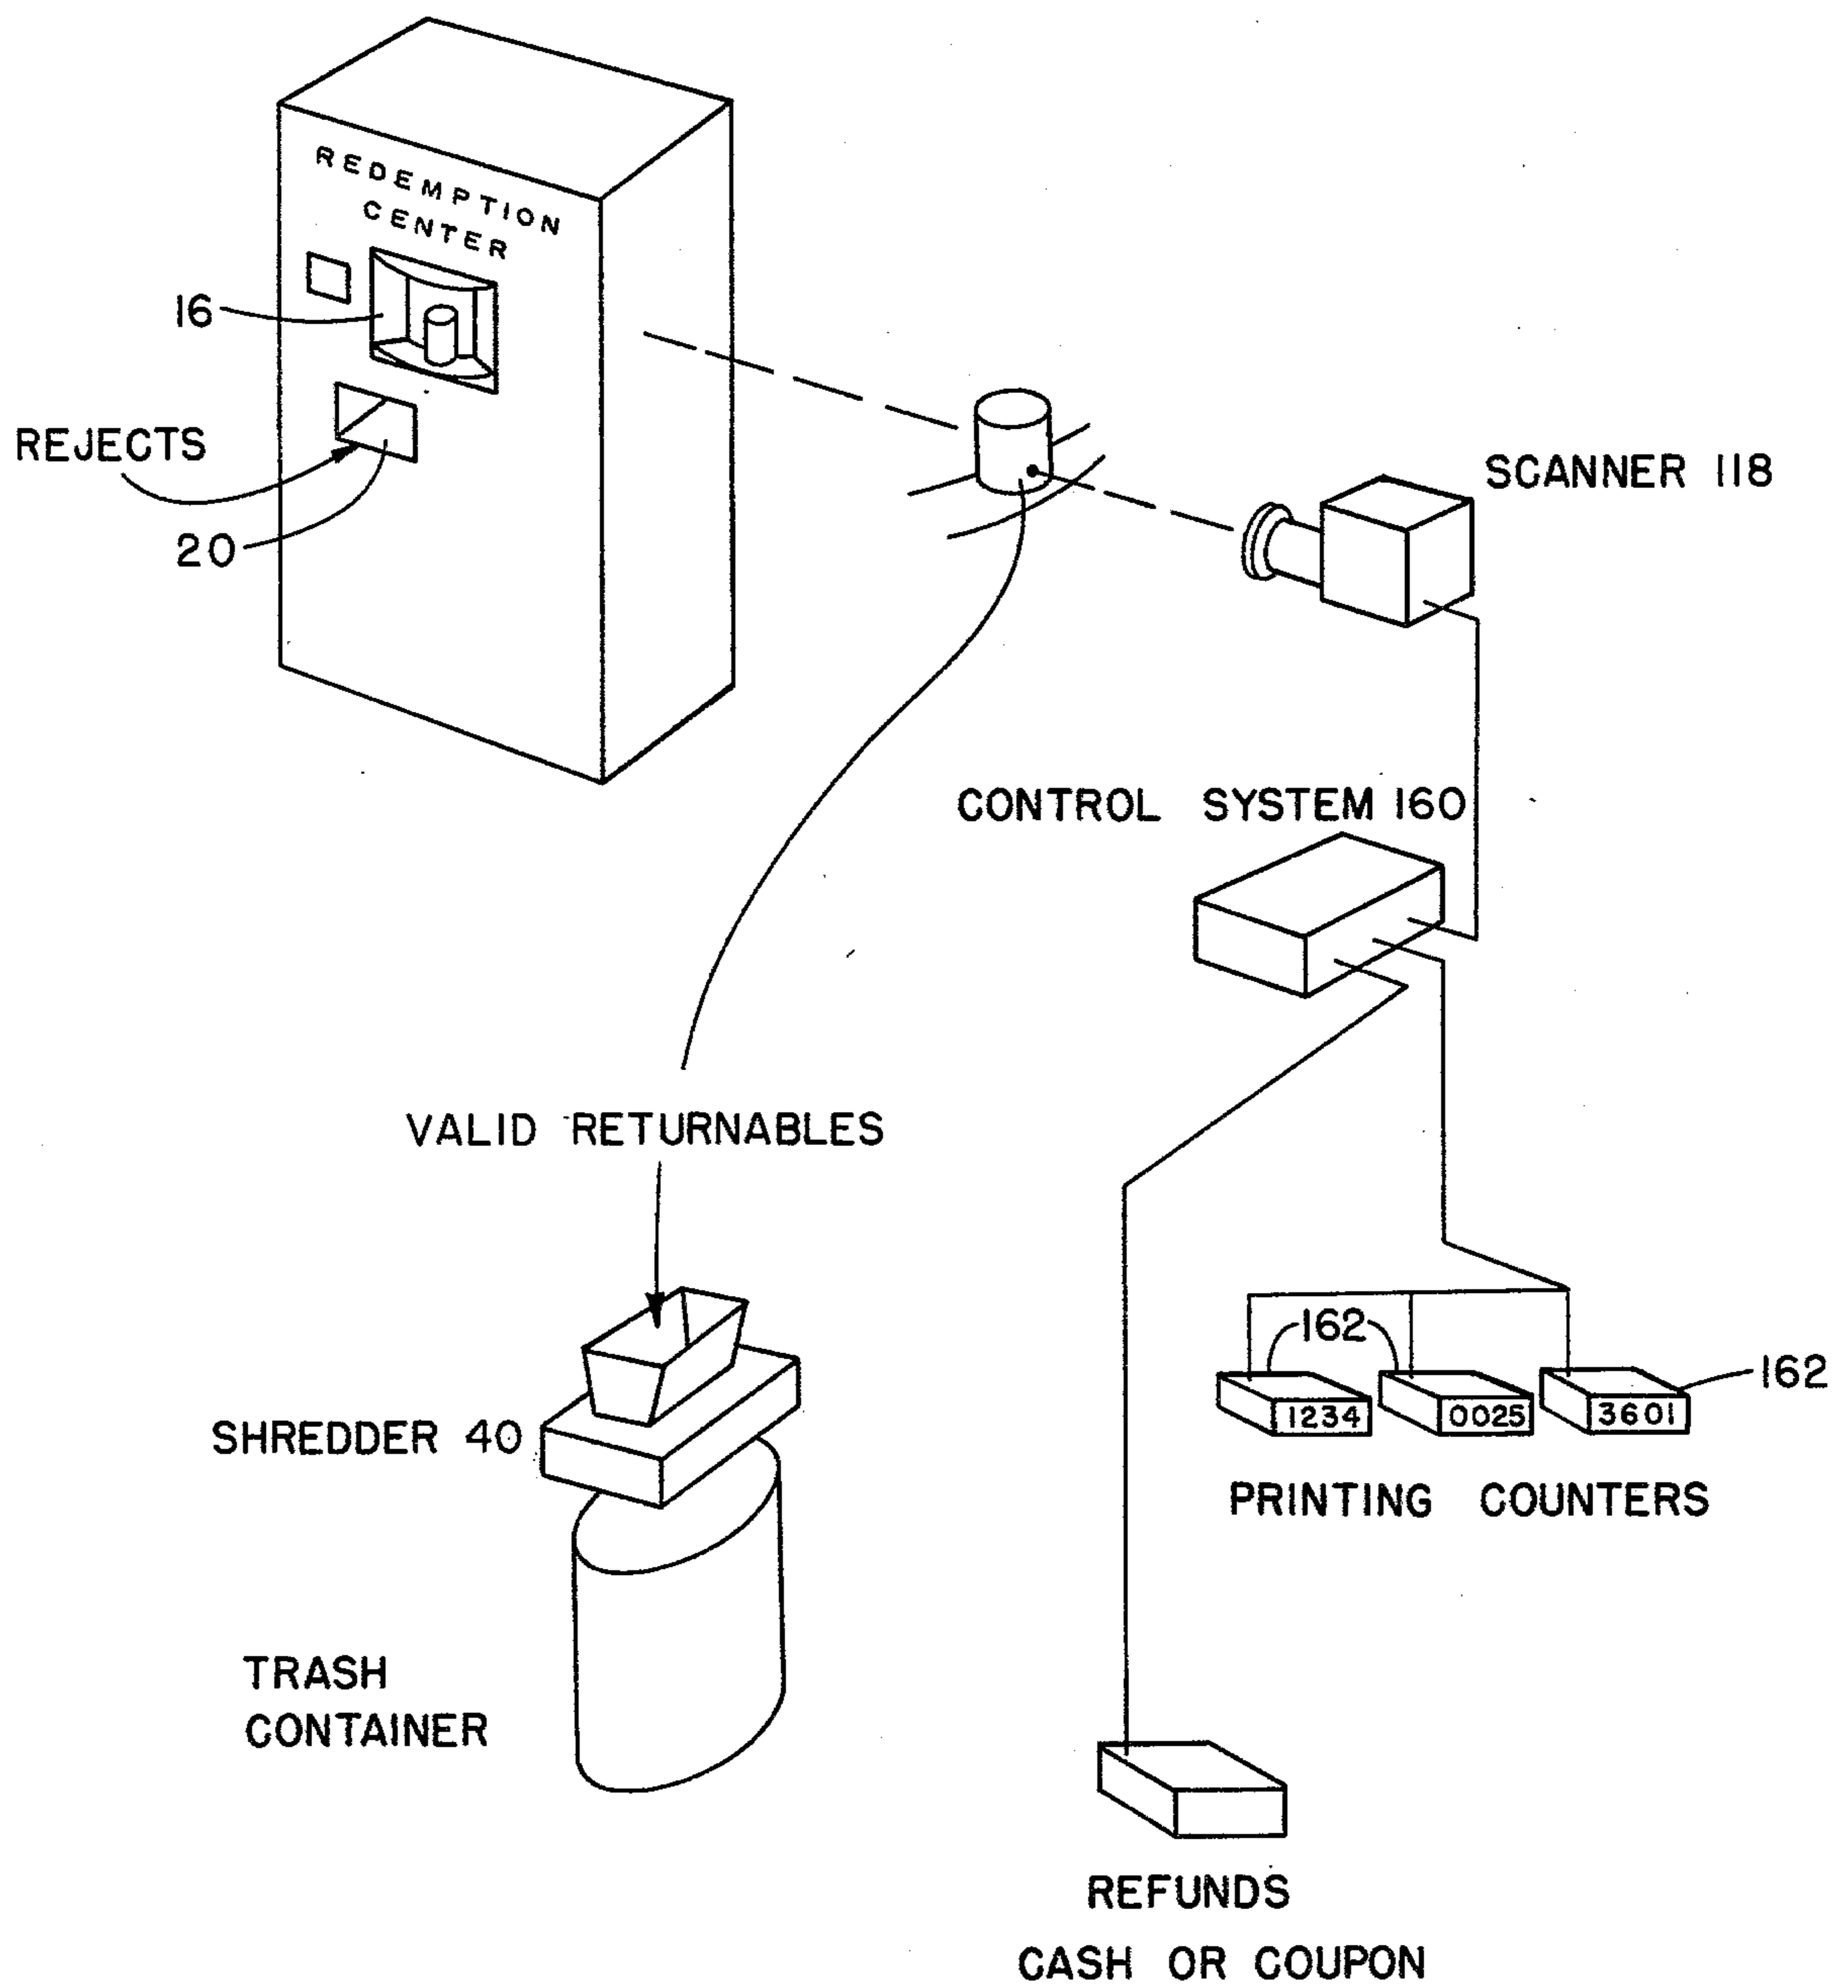 REDEMPTION
CENTER
16
REJECTS
20
SCANNER 118
CONTROL SYSTEM 160
VALID RETURNABLES
SHREDDER 40
162
162
1234
0025
3601
PRINTING COUNTERS
TRASH
CONTAINER
REFUNDS
CASH OR COUPON